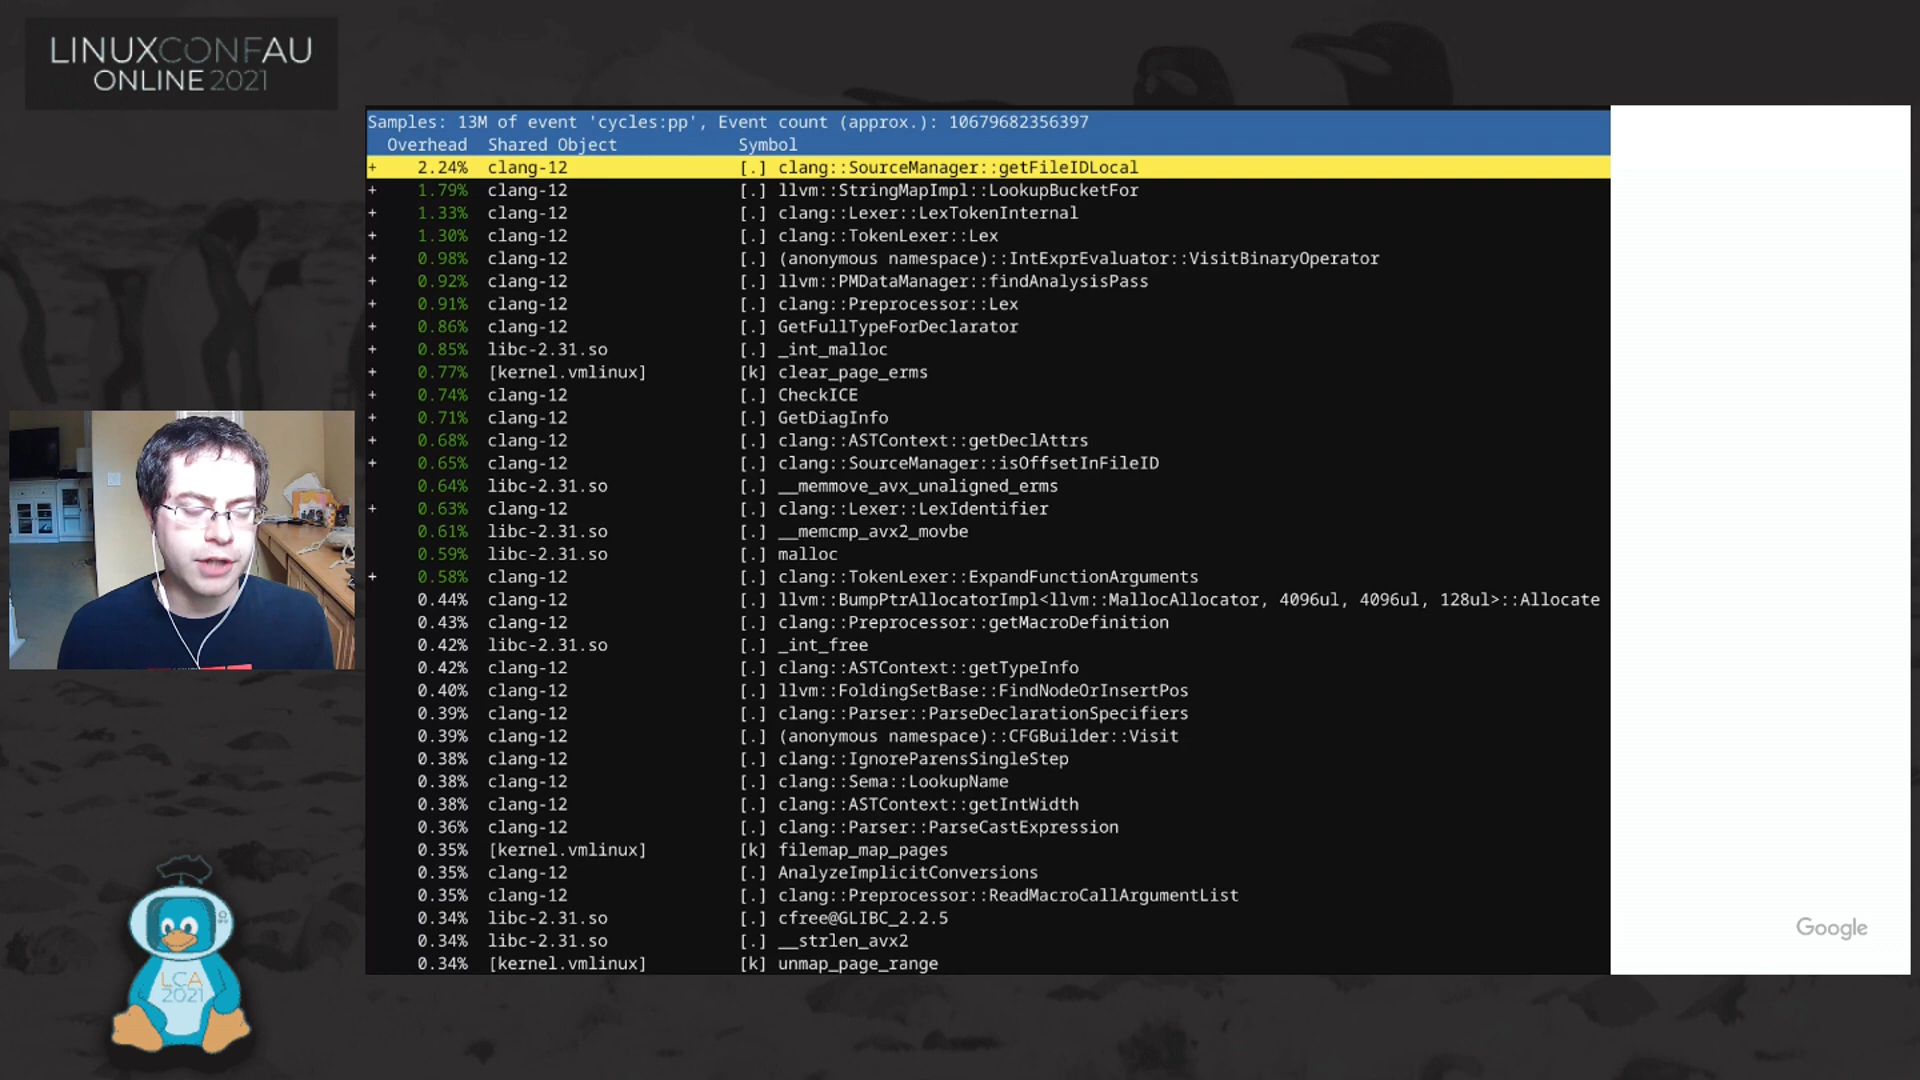 LINUXCONFAU
ONLINE 2021
Samples: 13M of event 'cycles:pp', Event count (approx.): 10679682356397
Overhead Shared Object Symbol
+ 2.24% clang-12 [.] clang::SourceManager::getFileIDLocal
+ 1.79% clang-12 [.] llvm::StringMapImpl::LookupBucketFor
+ 1.33% clang-12 [.] clang::Lexer::LexTokenInternal
+ 1.30% clang-12 [.] clang::TokenLexer::Lex
+ 0.98% clang-12 [.] (anonymous namespace)::IntExprEvaluator::VisitBinaryOperator
+ 0.92% clang-12 [.] llvm::PMDataManager::findAnalysisPass
+ 0.91% clang-12 [.] clang::Preprocessor::Lex
+ 0.86% clang-12 [.] GetFullTypeForDeclarator
+ 0.85% libc-2.31.so [.] _int_malloc
+ 0.77% [kernel.vmlinux] [k] clear_page_erms
+ 0.74% clang-12 [.] CheckICE
+ 0.71% clang-12 [.] GetDiagInfo
+ 0.68% clang-12 [.] clang::ASTContext::getDeclAttrs
+ 0.65% clang-12 [.] clang::SourceManager::isOffsetInFileID
0.64% libc-2.31.so [.] __memmove_avx_unaligned_erms
+ 0.63% clang-12 [.] clang::Lexer::LexIdentifier
0.61% libc-2.31.so [.] __memcmp_avx2_movbe
0.59% libc-2.31.so [.] malloc
+ 0.58% clang-12 [.] clang::TokenLexer::ExpandFunctionArguments
0.44% clang-12 [.] llvm::BumpPtrAllocatorImpl<llvm::MallocAllocator, 4096ul, 4096ul, 128ul>::Allocate
0.43% clang-12 [.] clang::Preprocessor::getMacroDefinition
0.42% libc-2.31.so [.] _int_free
0.42% clang-12 [.] clang::ASTContext::getTypeInfo
0.40% clang-12 [.] llvm::FoldingSetBase::FindNodeOrInsertPos
0.39% clang-12 [.] clang::Parser::ParseDeclarationSpecifiers
0.39% clang-12 [.] (anonymous namespace)::CFGBuilder::Visit
0.38% clang-12 [.] clang::IgnoreParensSingleStep
0.38% clang-12 [.] clang::Sema::LookupName
0.38% clang-12 [.] clang::ASTContext::getIntWidth
0.36% clang-12 [.] clang::Parser::ParseCastExpression
0.35% [kernel.vmlinux] [k] filemap_map_pages
0.35% clang-12 [.] AnalyzeImplicitConversions
0.35% clang-12 [.] clang::Preprocessor::ReadMacroCallArgumentList
0.34% libc-2.31.so [.] cfree@GLIBC_2.2.5
0.34% libc-2.31.so [.] __strlen_avx2
0.34% [kernel.vmlinux] [k] unmap_page_range
Google
LCA
2021